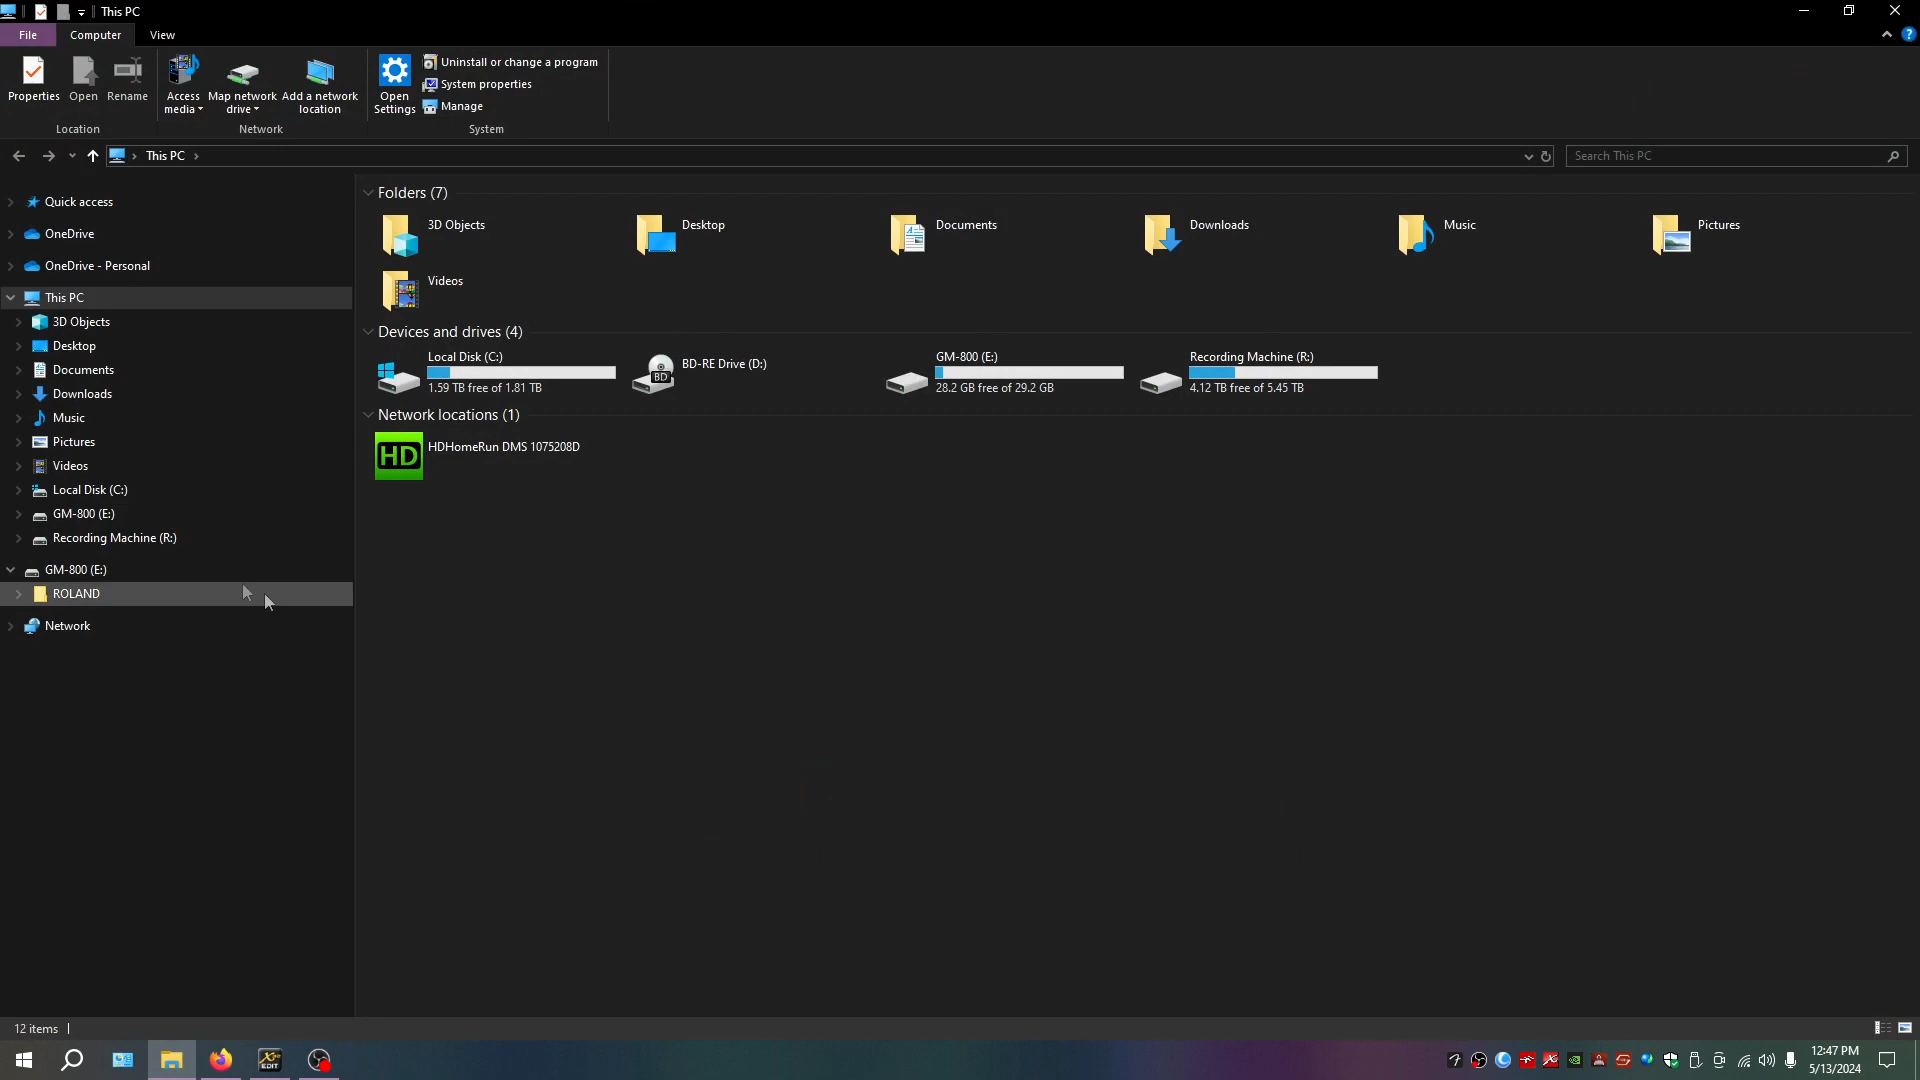 This PC
File
Computer
View
?
Properties
Open
Rename
Access
media
Map network
drive
Add a network
location
Open
Settings
Uninstall or change a program
System properties
Manage
Location
Network
System
This PC
Search This PC
Quick access
OneDrive
OneDrive - Personal
This PC
3D Objects
Desktop
Documents
Downloads
Music
Pictures
Videos
Local Disk (C:)
GM-800 (E:)
Recording Machine (R:)
GM-800 (E:)
ROLAND
Network
Folders (7)
3D Objects
Desktop
Documents
Downloads
Music
Pictures
Videos
Devices and drives (4)
Local Disk (C:)
1.59 TB free of 1.81 TB
BD
BD-RE Drive (D:)
GM-800 (E:)
28.2 GB free of 29.2 GB
Recording Machine (R:)
4.12 TB free of 5.45 TB
Network locations (1)
HD
HDHomeRun DMS 1075208D
12 items
EDIT
12:47 PM
5/13/2024